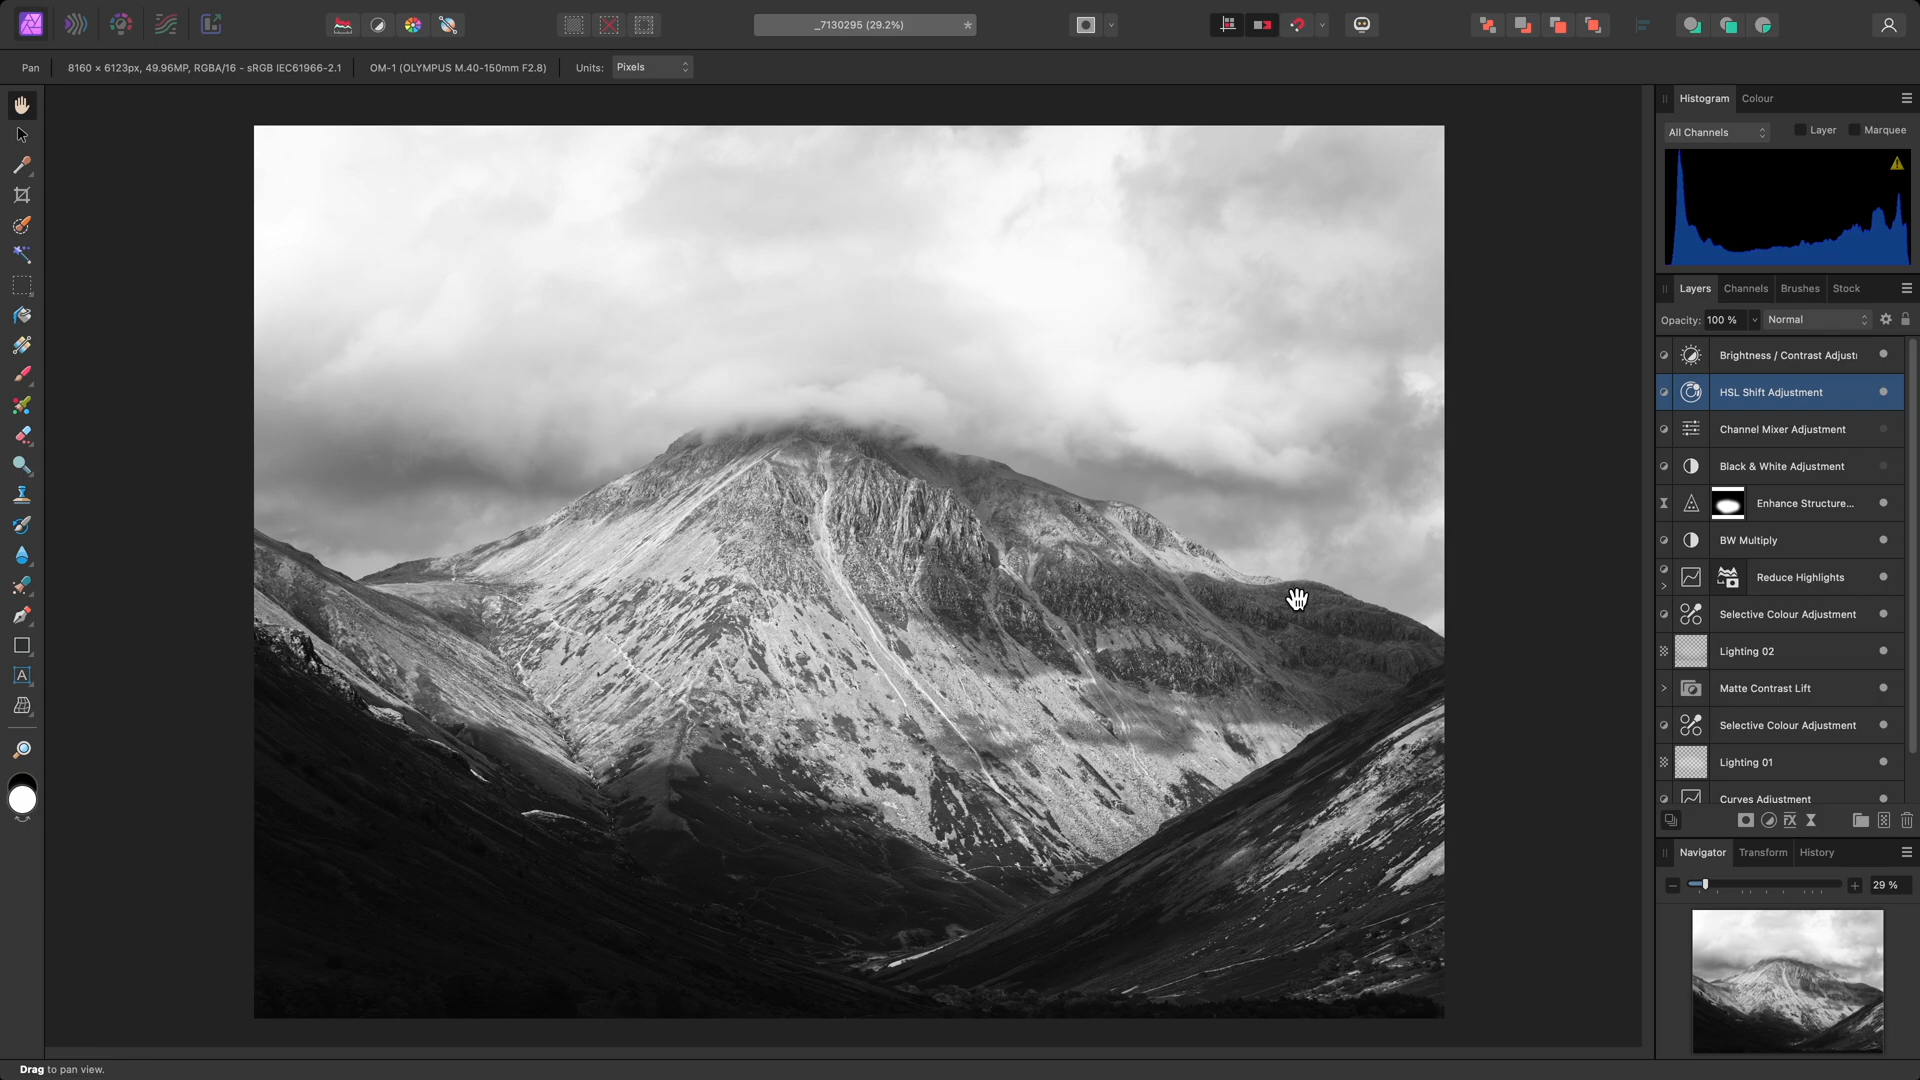 _7130295 (29.2%)
*
Pan
8160 × 6123px, 49.96MP, RGBA/16 - sRGB IEC61966-2.1
OM-1 (OLYMPUS M.40-150mm F2.8)
Units:
Pixels
Histogram
Colour
All Channels
Layer
Marquee
Layers
Channels
Brushes
Stock
Opacity:
100 %
Normal
Brightness / Contrast Adjust
HSL Shift Adjustment
Channel Mixer Adjustment
Black & White Adjustment
Enhance Structure...
BW Multiply
Reduce Highlights
Selective Colour Adjustment
Lighting 02
Matte Contrast Lift
Selective Colour Adjustment
Lighting 01
Curves Adjustment
Navigator
Transform
History
29 %
Drag to pan view.